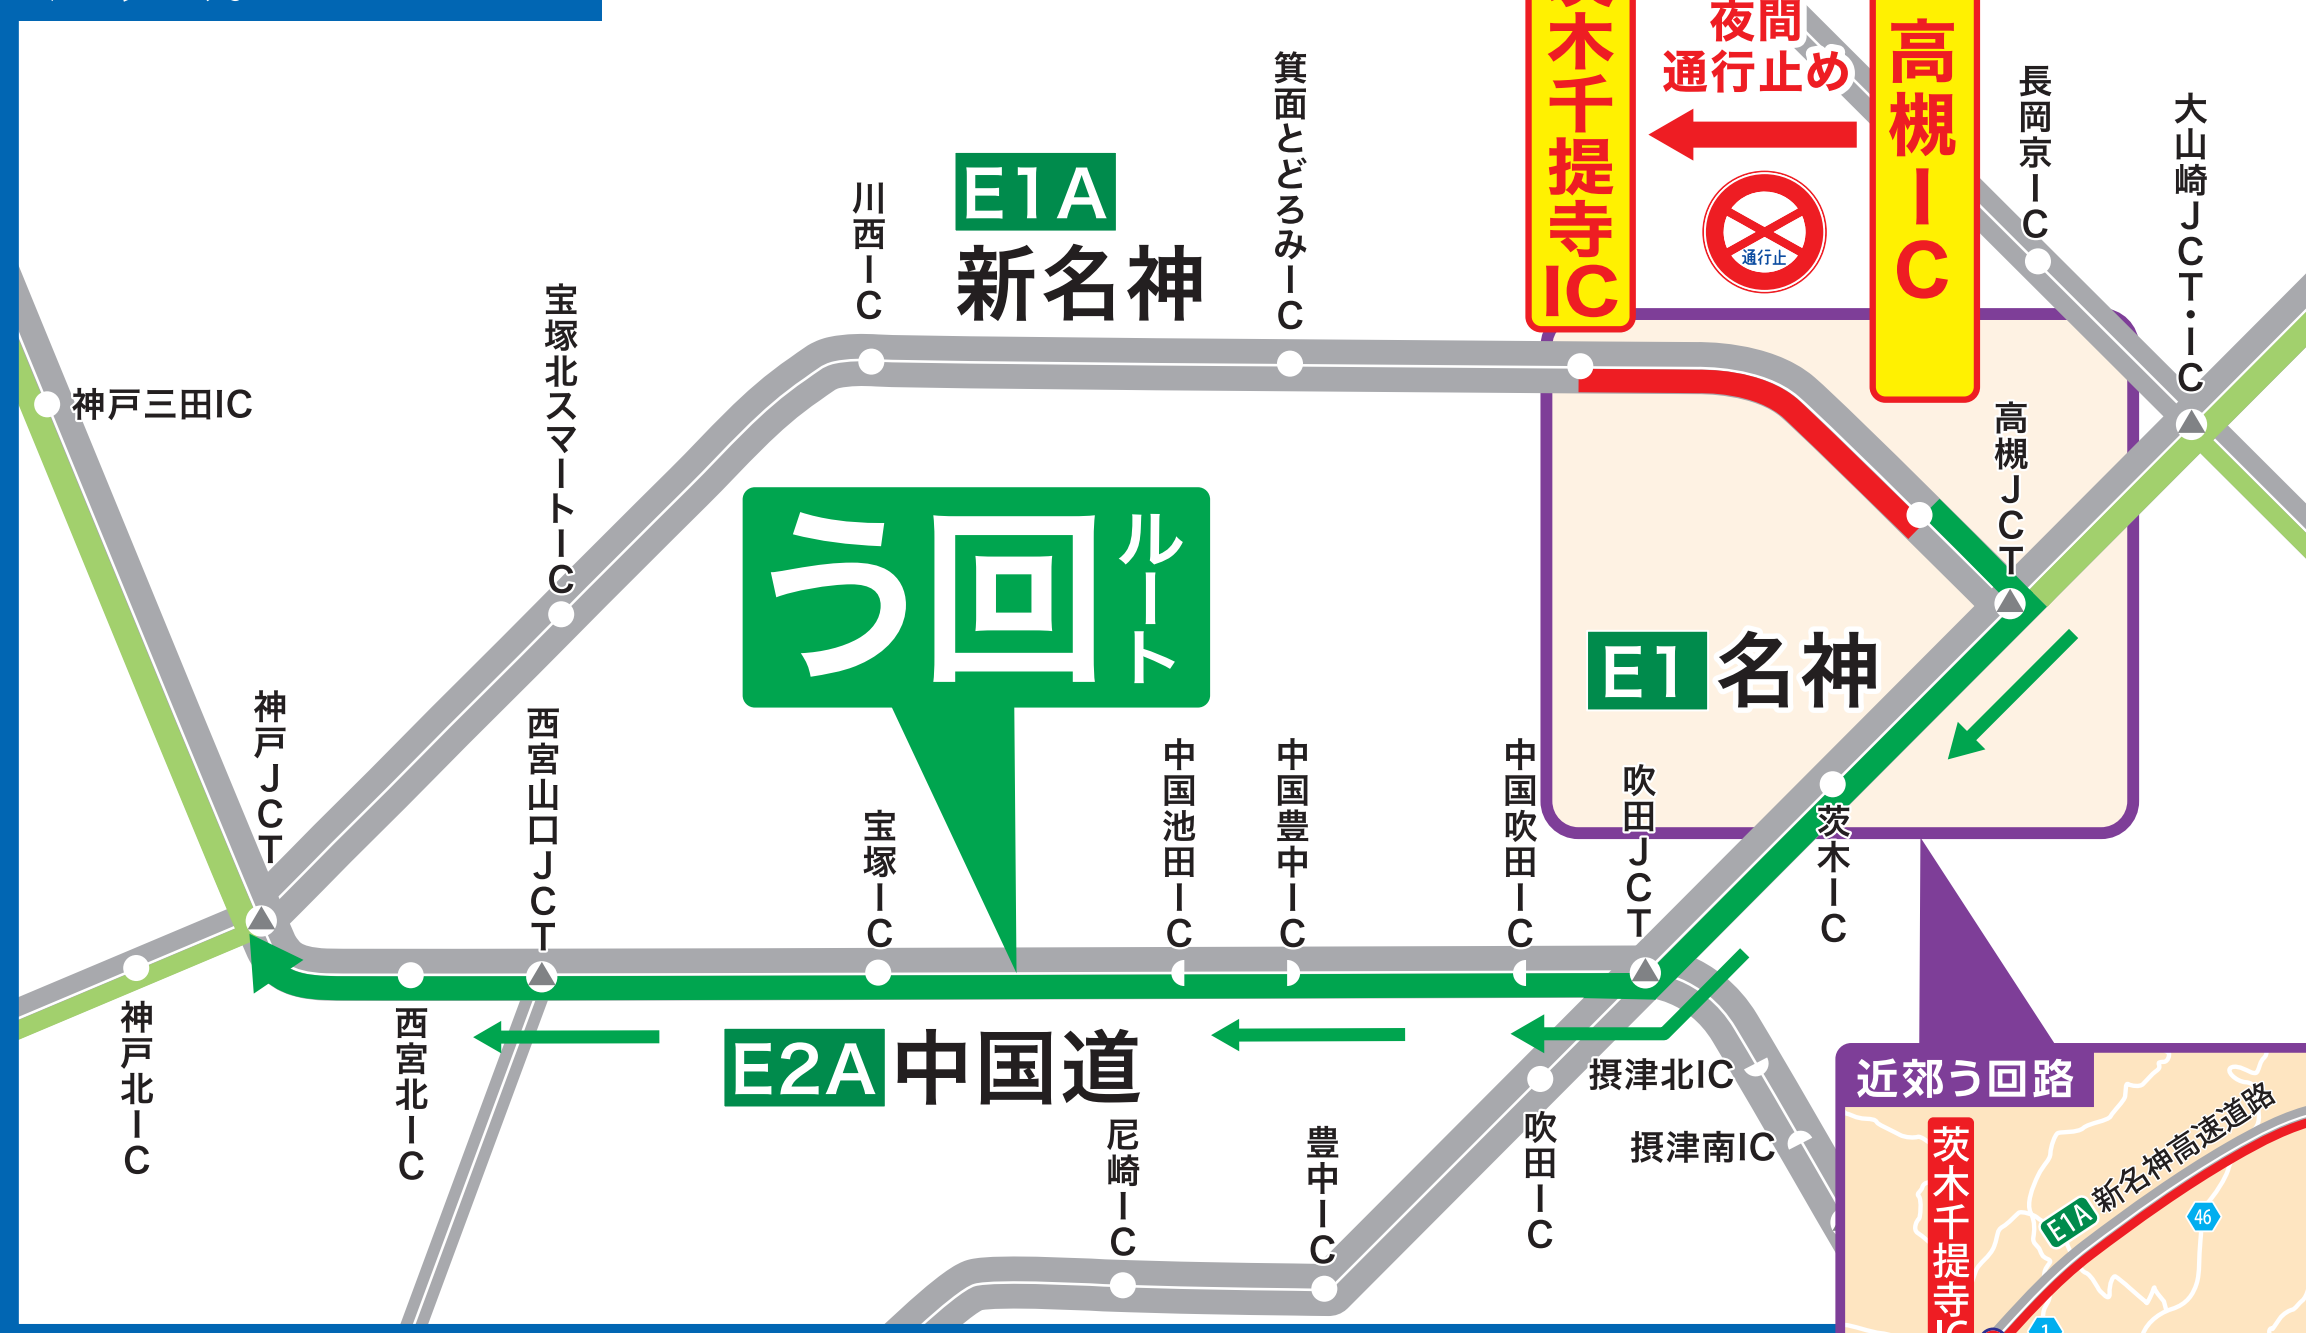 木千提寺IC
夜間
通行止め
通行止
高槻IC
長岡京IC
大山崎JCT・IC
箕面とどろみIC
川西IC
E1A
新名神
宝塚北スマートIC
神戸三田IC
高槻JCT
う回ルート
E1 名神
神戸JCT
西宮山口JCT
宝塚IC
中国池田IC
中国豊中IC
中国吹田IC
吹田JCT
茨木IC
神戸北IC
西宮北IC
E2A 中国道
尼崎IC
豊中IC
吹田IC
摂津北IC
摂津南IC
近郊う回路
茨木千提寺IC
E1A 新名神高速道路
46
1